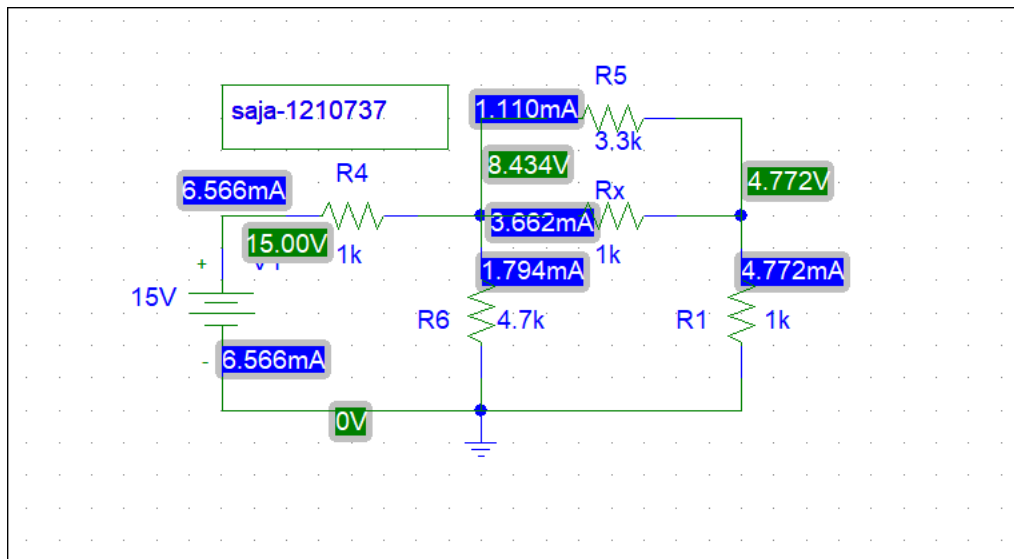 R5
saja-1210737
1.110mA
3.3k
8.434V
R4
4.772V
6.566mA
Rx
3.662mA
15.00V
1k
1k
+
1.794mA
4.772mA
15V
R6
4.7k
R1
1k
-
6.566mA
0V